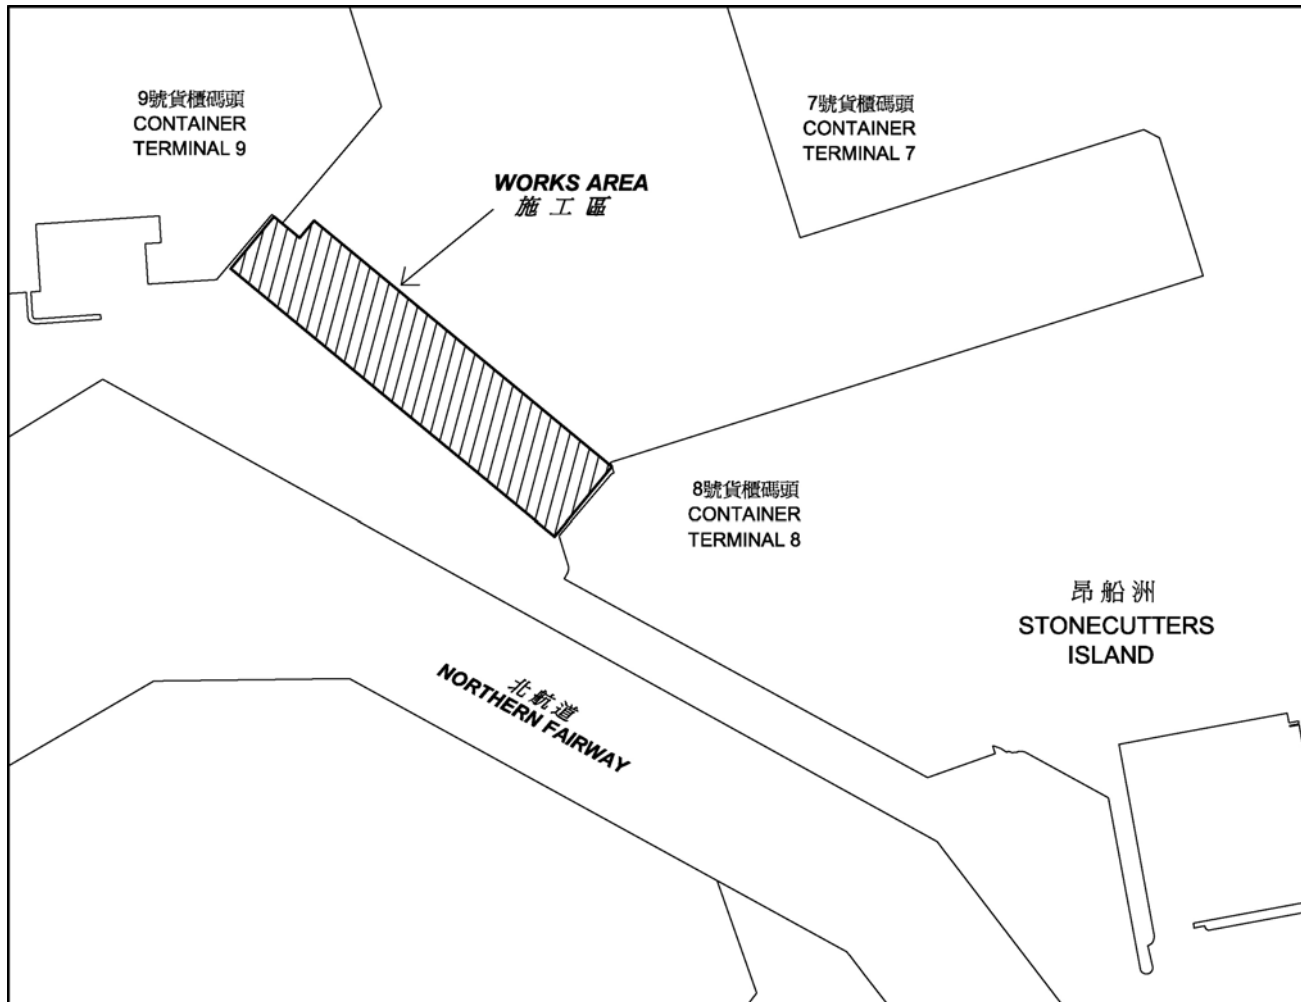 9號貨櫃碼頭
CONTAINER
TERMINAL 9
7號貨櫃碼頭
CONTAINER
TERMINAL 7
WORKS AREA
施工區
8號貨櫃碼頭
CONTAINER
TERMINAL 8
昂船洲
STONECUTTERS
ISLAND
北航道
NORTHERN FAIRWAY